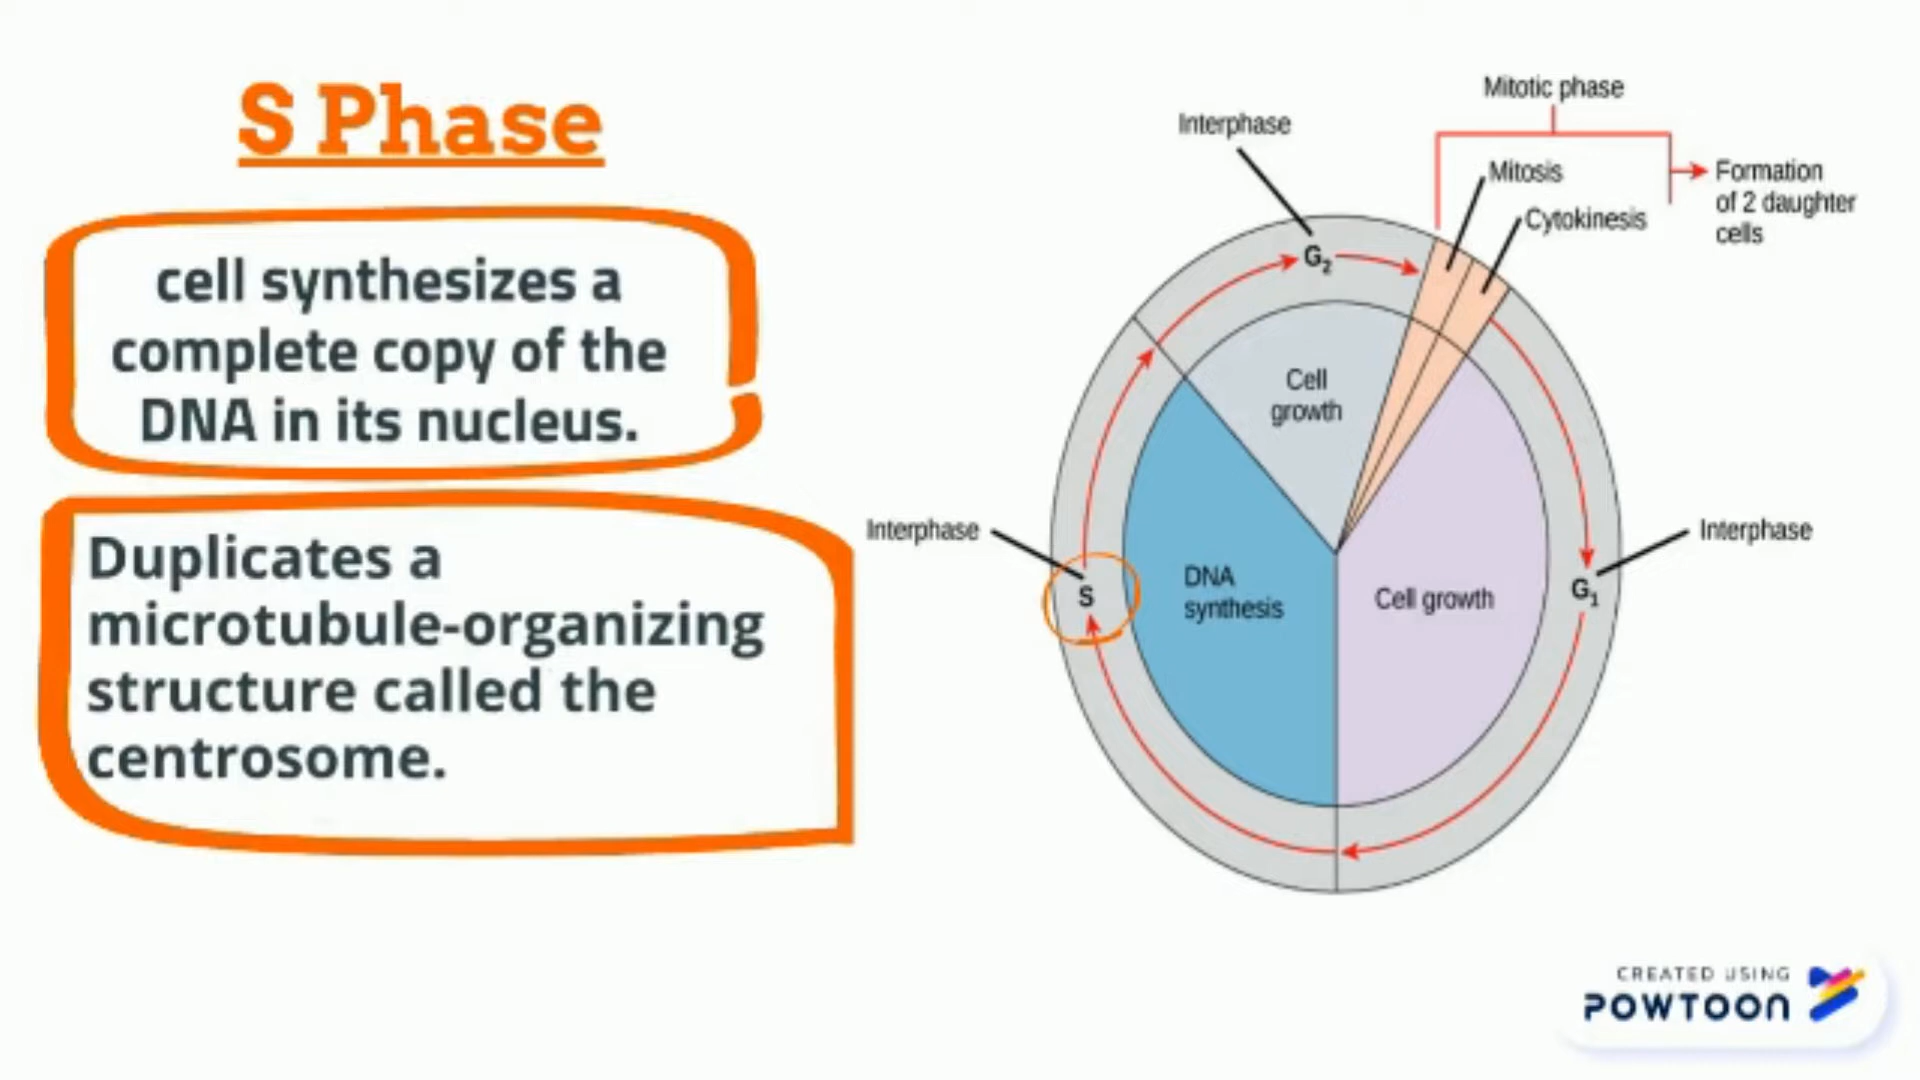 S Phase
cell synthesizes a
complete copy of the
DNA in its nucleus.
Duplicates a
microtubule-organizing
structure called the
centrosome.
Mitotic phase
Interphase
Mitosis
Formation
of 2 daughter
cells
Cytokinesis
G₂
Cell
growth
Interphase
Interphase
S
DNA
synthesis
Cell growth
G₁
CREATED USING
POWTOON